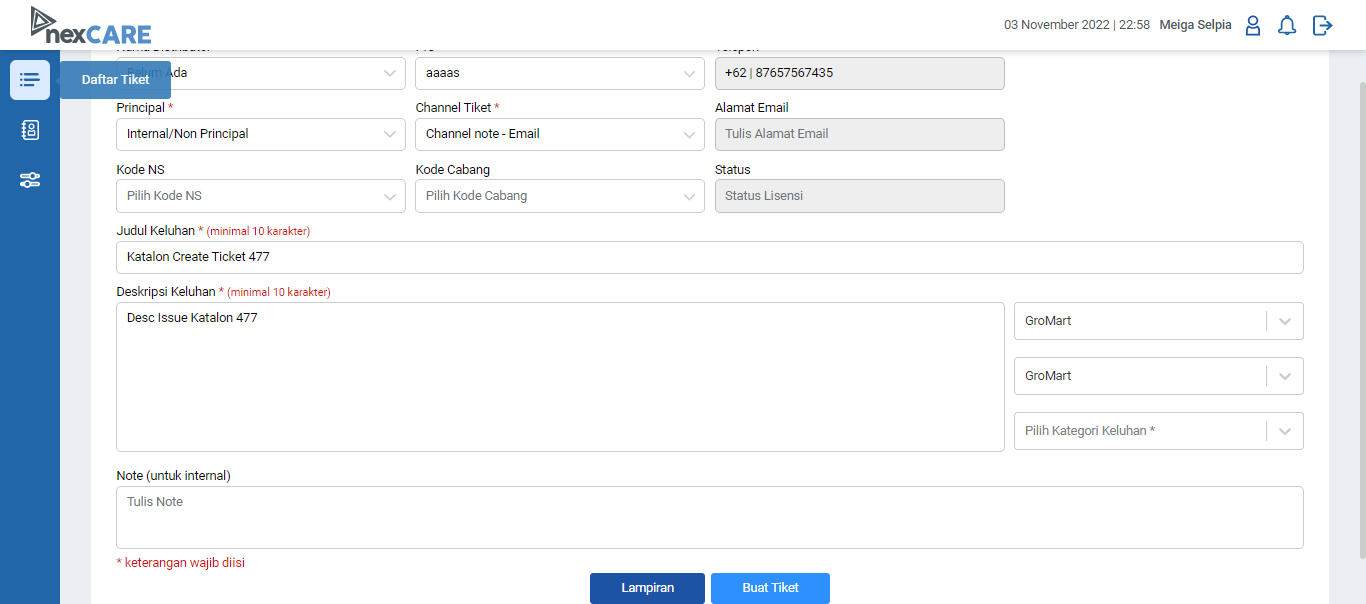 nexCARE
03 November 2022 | 22:58 Meiga Selpia
Daftar Tiket
Nama Distributor
Telepon
Ada
aaaas
+62 | 87657567435
Principal *
Channel Tiket *
Alamat Email
Internal/Non Principal
Channel note - Email
Tulis Alamat Email
Kode NS
Kode Cabang
Status
Pilih Kode NS
Pilih Kode Cabang
Status Lisensi
Judul Keluhan * (minimal 10 karakter)
Katalon Create Ticket 477
Deskripsi Keluhan * (minimal 10 karakter)
Desc Issue Katalon 477
GroMart
GroMart
Pilih Kategori Keluhan *
Note (untuk internal)
Tulis Note
* keterangan wajib diisi
Lampiran
Buat Tiket